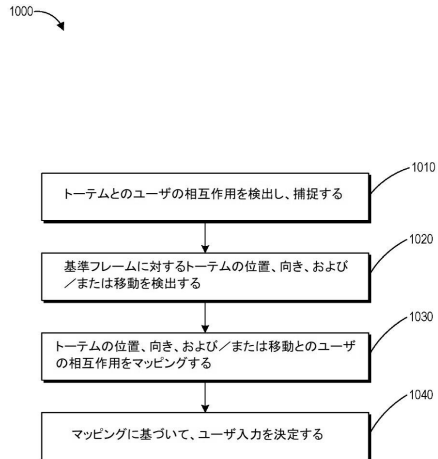 1000
トーテムとのユーザの相互作用を検出し、捕捉する
1010
基準フレームに対するトーテムの位置、向き、および
／または移動を検出する
1020
トーテムの位置、向き、および／または移動とのユーザ
の相互作用をマッピングする
1030
マッピングに基づいて、ユーザ入力を決定する
1040